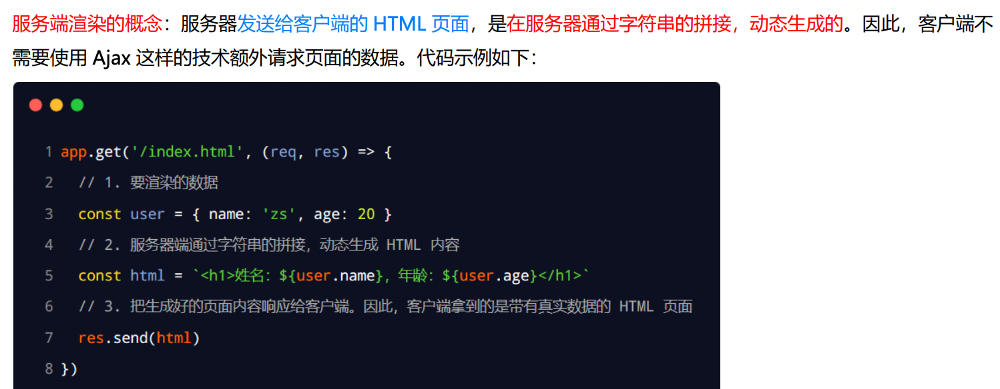 服务端渲染的概念：服务器发送给客户端的 HTML 页面，是在服务器通过字符串的拼接，动态生成的。因此，客户端不
需要使用 Ajax 这样的技术额外请求页面的数据。代码示例如下：
1 app.get('/index.html', (req, res) => {
2   // 1. 要渲染的数据
3   const user = { name: 'zs', age: 20 }
4   // 2. 服务器端通过字符串的拼接，动态生成 HTML 内容
5   const html = `<h1>姓名：${user.name}，年龄：${user.age}</h1>`
6   // 3. 把生成好的页面内容响应给客户端。因此，客户端拿到的是带有真实数据的 HTML 页面
7   res.send(html)
8 })